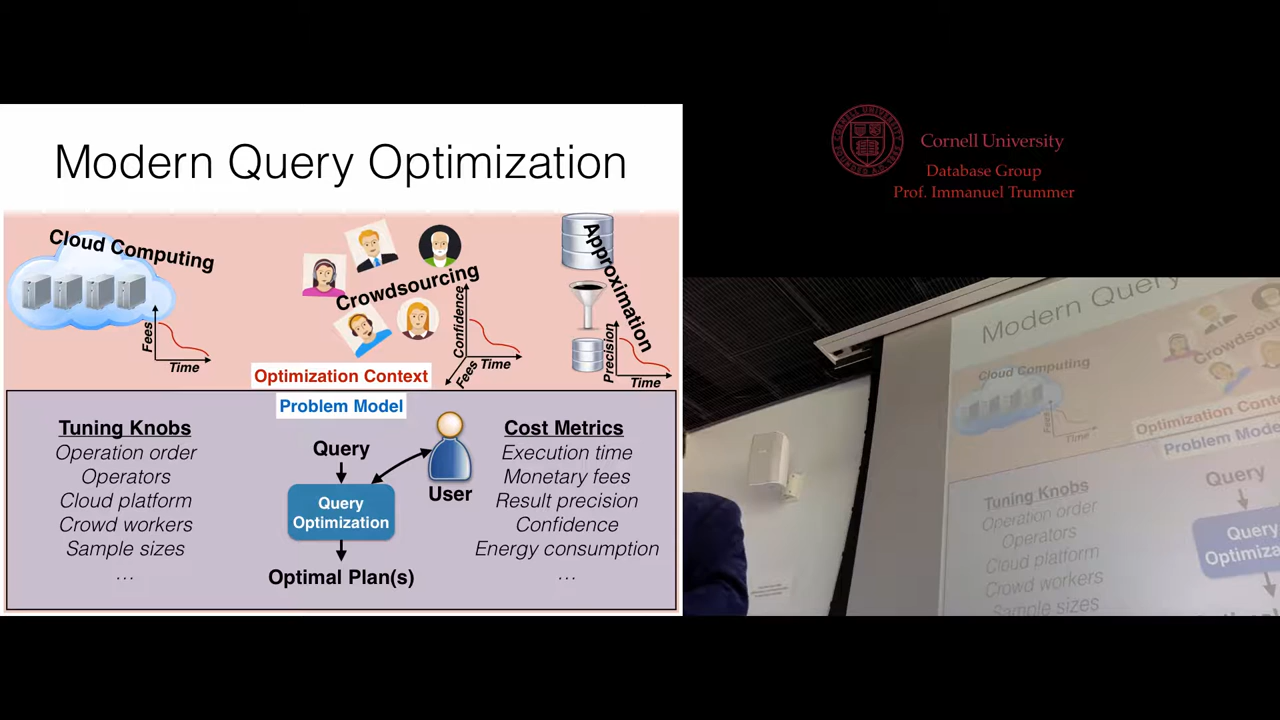 Modern Query Optimization
Cloud Computing
Fees
Time
Crowdsourcing
Confidence
Fees
Time
Approximation
Precision
Time
Optimization Context
Problem Model
Tuning Knobs
Operation order
Operators
Cloud platform
Crowd workers
Sample sizes
…
Query
Query
Optimization
User
Optimal Plan(s)
Cost Metrics
Execution time
Monetary fees
Result precision
Confidence
Energy consumption
…
Cornell University
Database Group
Prof. Immanuel Trummer
Modern Query
Cloud Computing
Fees
Time
Crowdsour
Optimization Conte
Problem Mode
Tuning Knobs
Operation order
Operators
Cloud platform
Crowd workers
Sample sizes
Query
Query
Optimiza